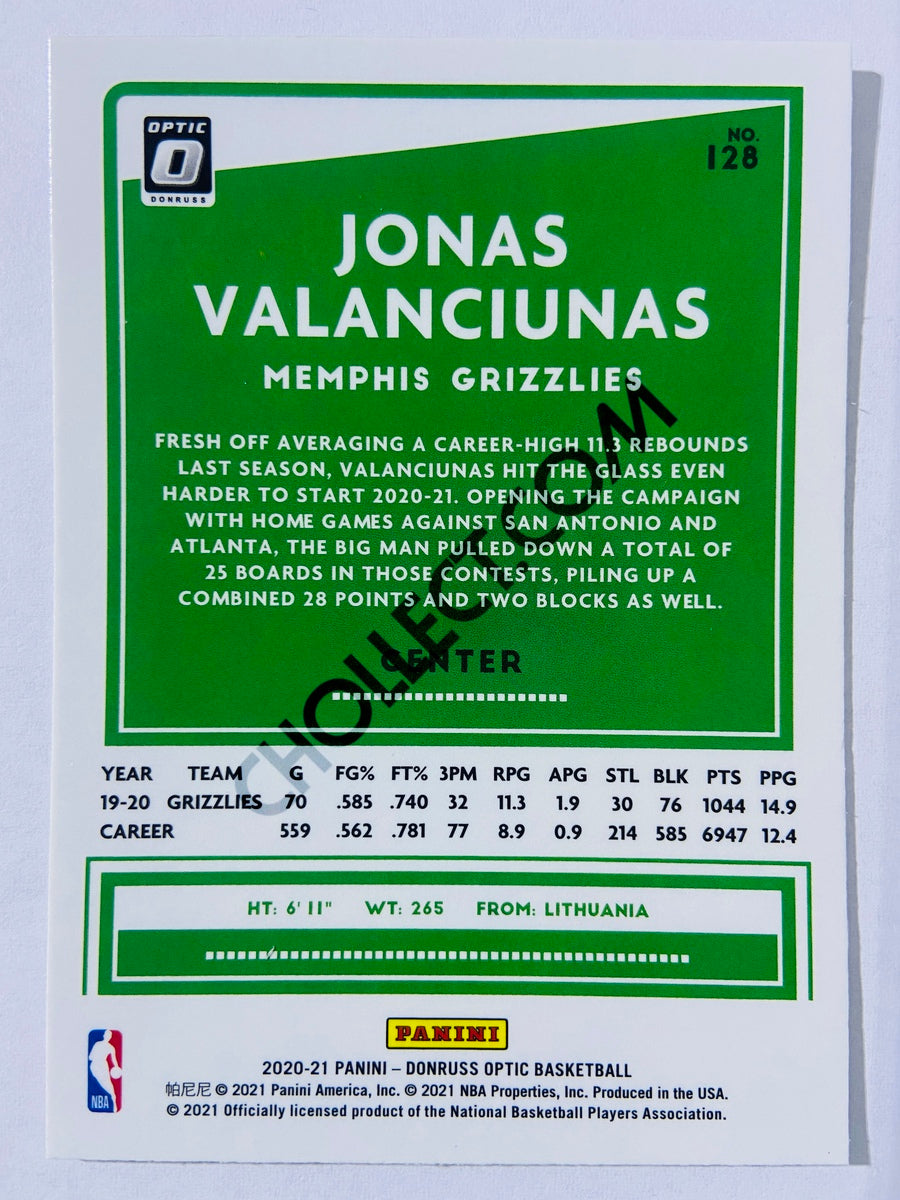 OPTIC
O
DONRUSS
NO.
128
JONAS
VALANCIUNAS
MEMPHIS GRIZZLIES
FRESH OFF AVERAGING A CAREER-HIGH 11.3 REBOUNDS
LAST SEASON, VALANCIUNAS HIT THE GLASS EVEN
HARDER TO START 2020-21. OPENING THE CAMPAIGN
WITH HOME GAMES AGAINST SAN ANTONIO AND
ATLANTA, THE BIG MAN PULLED DOWN A TOTAL OF
25 BOARDS IN THOSE CONTESTS, PILING UP A
COMBINED 28 POINTS AND TWO BLOCKS AS WELL.
CENTER
CHOLLECT.COM
YEAR TEAM G FG% FT% 3PM RPG APG STL BLK PTS PPG
19-20 GRIZZLIES 70 .585 .740 32 11.3 1.9 30 76 1044 14.9
CAREER 559 .562 .781 77 8.9 0.9 214 585 6947 12.4
HT: 6' 11" WT: 265 FROM: LITHUANIA
PANINI
NBA
2020-21 PANINI – DONRUSS OPTIC BASKETBALL
帕尼尼 © 2021 Panini America, Inc. © 2021 NBA Properties, Inc. Produced in the USA.
© 2021 Officially licensed product of the National Basketball Players Association.